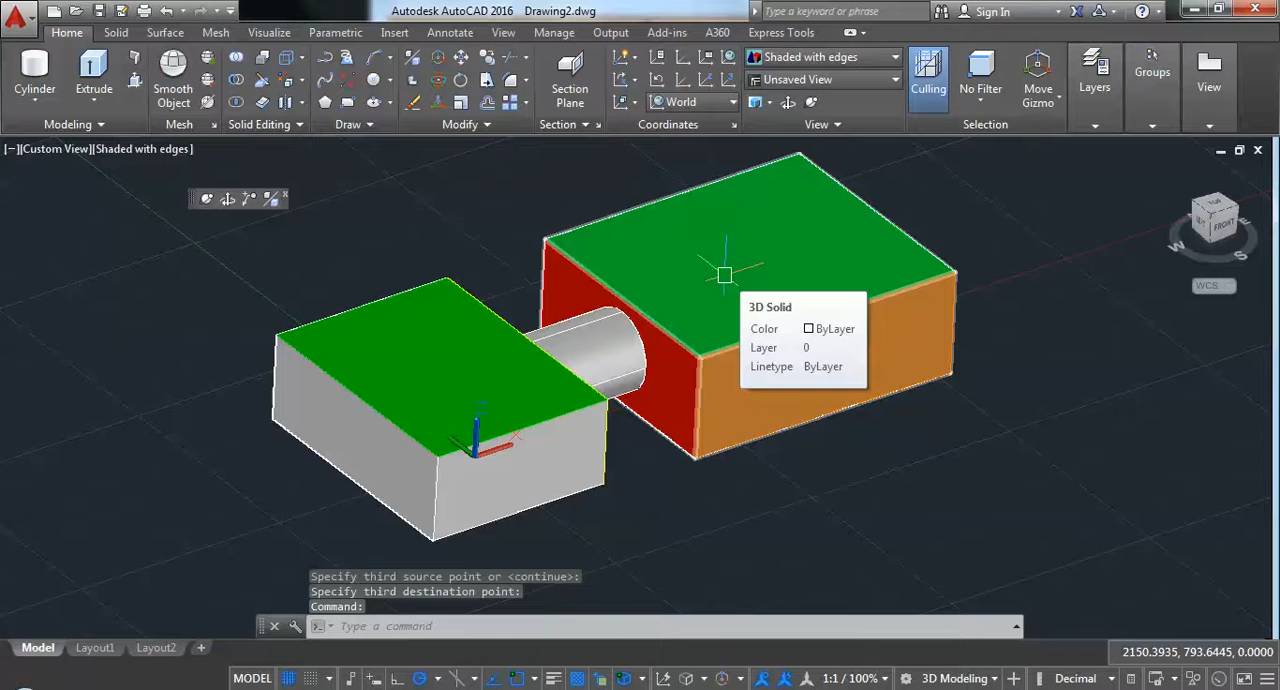 Autodesk AutoCAD 2016 Drawing2.dwg
Type a keyword or phrase
Sign In
Home Solid Surface Mesh Visualize Parametric Insert Annotate View Manage Output Add-ins A360 Express Tools
Cylinder
Extrude
Smooth Object
Section Plane
Shaded with edges
Unsaved View
World
Culling
No Filter
Move Gizmo
Layers
Groups
View
Modeling
Mesh
Solid Editing
Draw
Modify
Section
Coordinates
View
Selection
[−][Custom View][Shaded with edges]
TOP
FRONT
W
S
E
WCS
3D Solid
Color ByLayer
Layer 0
Linetype ByLayer
Specify third source point or <continue>:
Specify third destination point:
Command:
Type a command
Model Layout1 Layout2 +
2150.3935, 793.6445, 0.0000
MODEL
1:1 / 100%
3D Modeling
Decimal